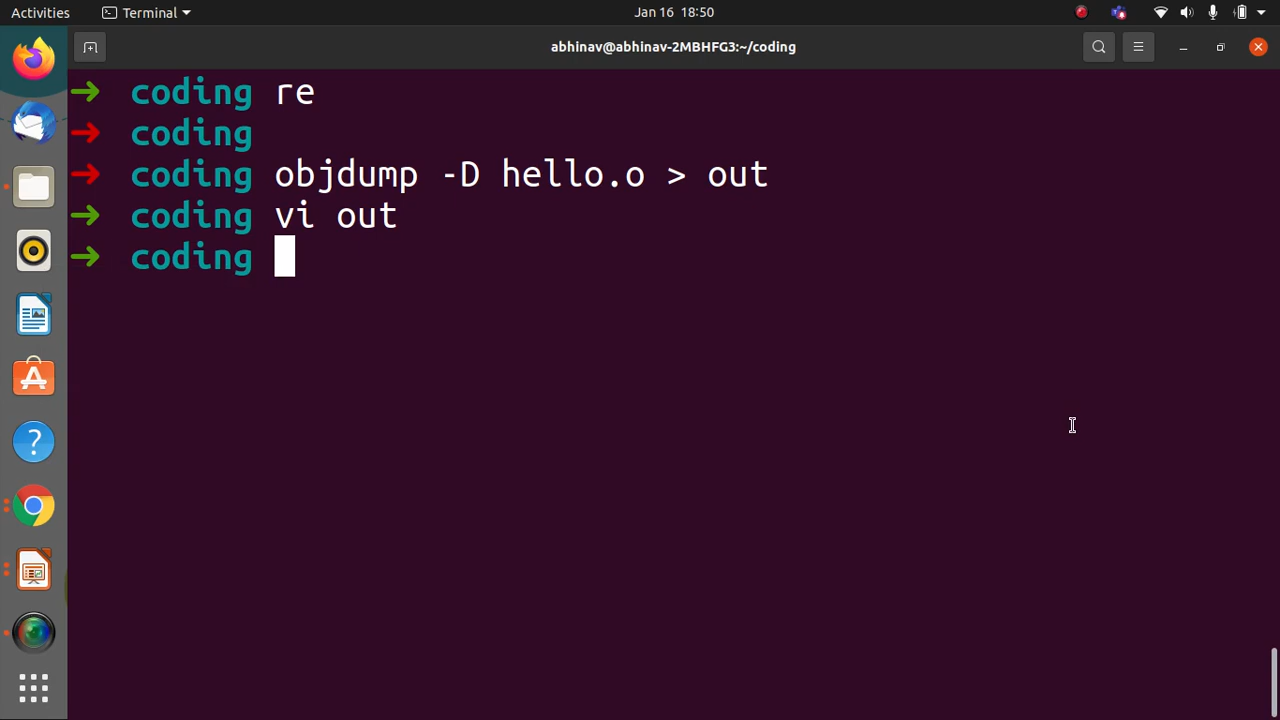 Activities Terminal Jan 16 18:50
abhinav@abhinav-2MBHFG3:~/coding
➜ coding re
➜ coding
➜ coding objdump -D hello.o > out
➜ coding vi out
➜ coding